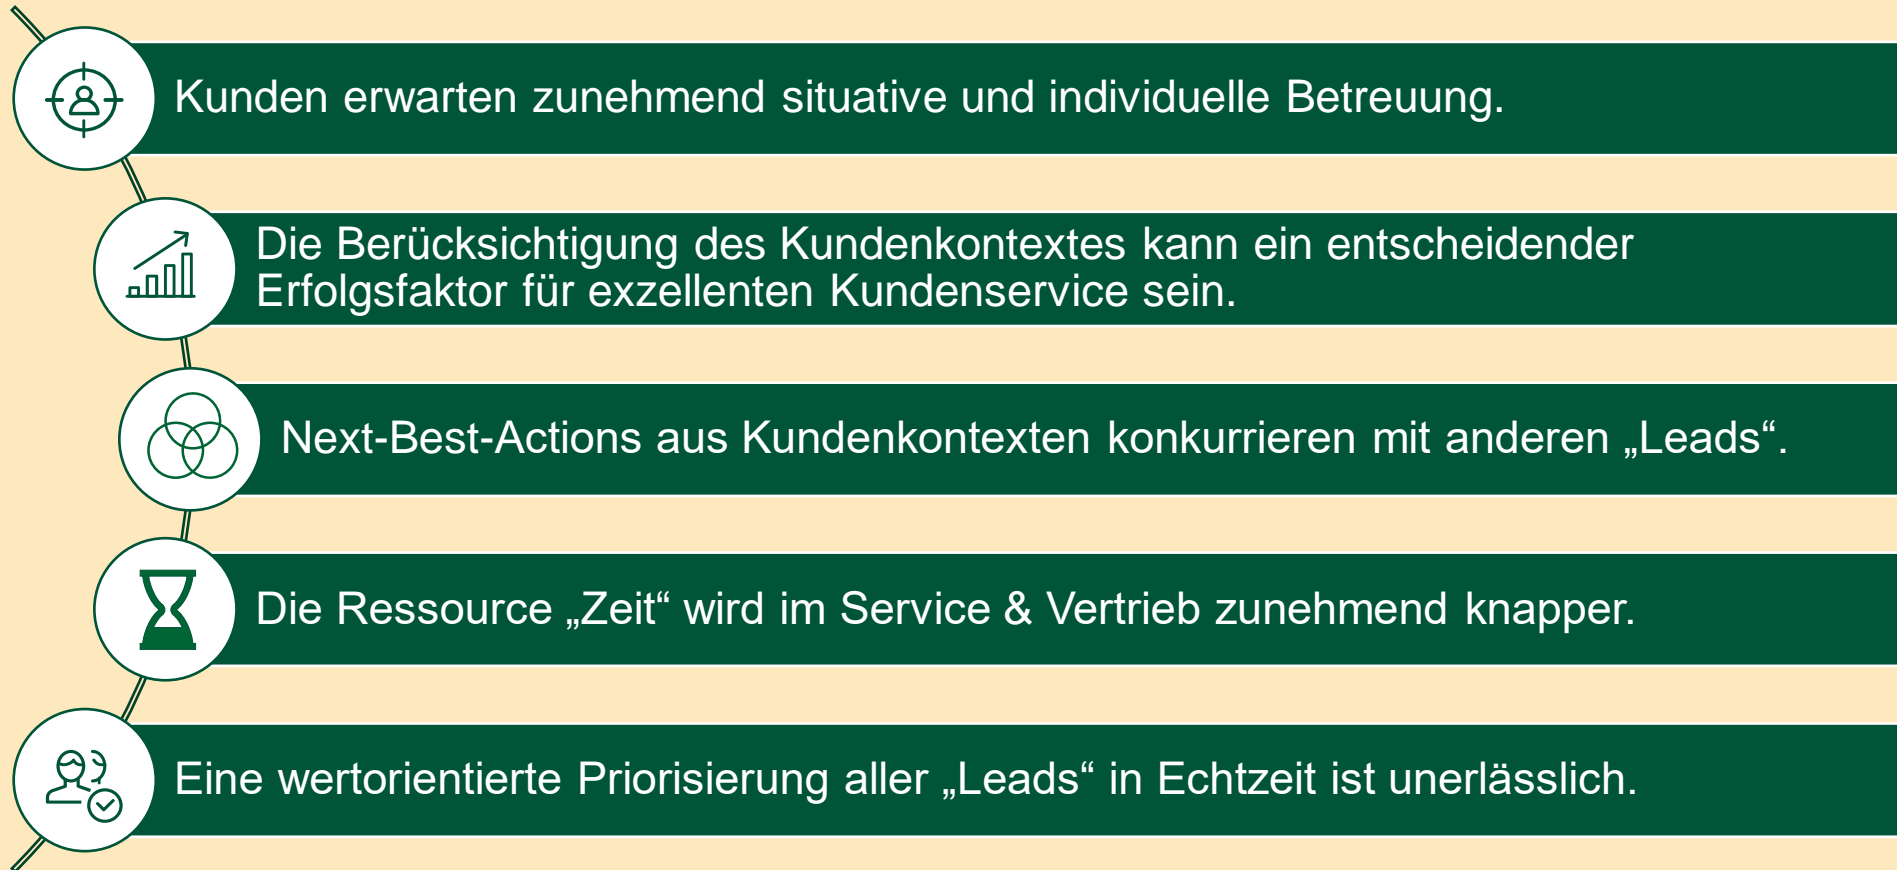 Kunden erwarten zunehmend situative und individuelle Betreuung.
Die Berücksichtigung des Kundenkontextes kann ein entscheidender
Erfolgsfaktor für exzellenten Kundenservice sein.
Next-Best-Actions aus Kundenkontexten konkurrieren mit anderen „Leads“.
Die Ressource „Zeit“ wird im Service & Vertrieb zunehmend knapper.
Eine wertorientierte Priorisierung aller „Leads“ in Echtzeit ist unerlässlich.